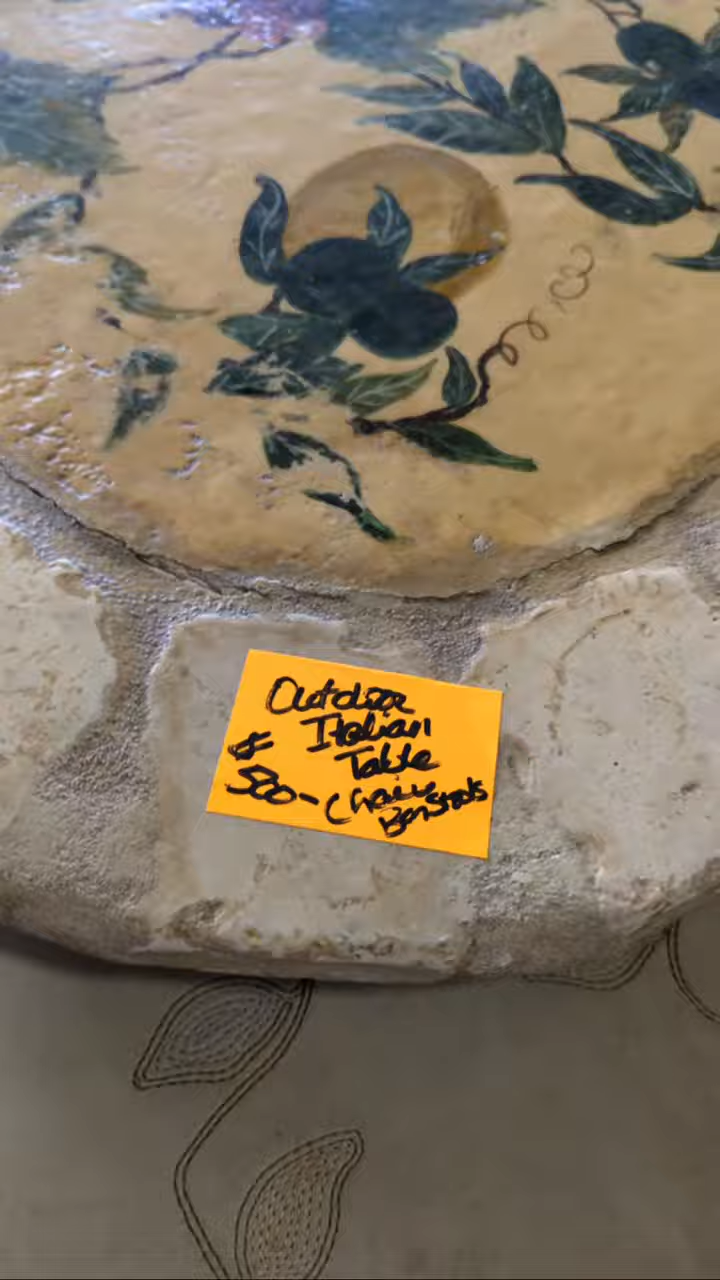 Outdoor
Italian
$ Table
500- Chairs
Barstools